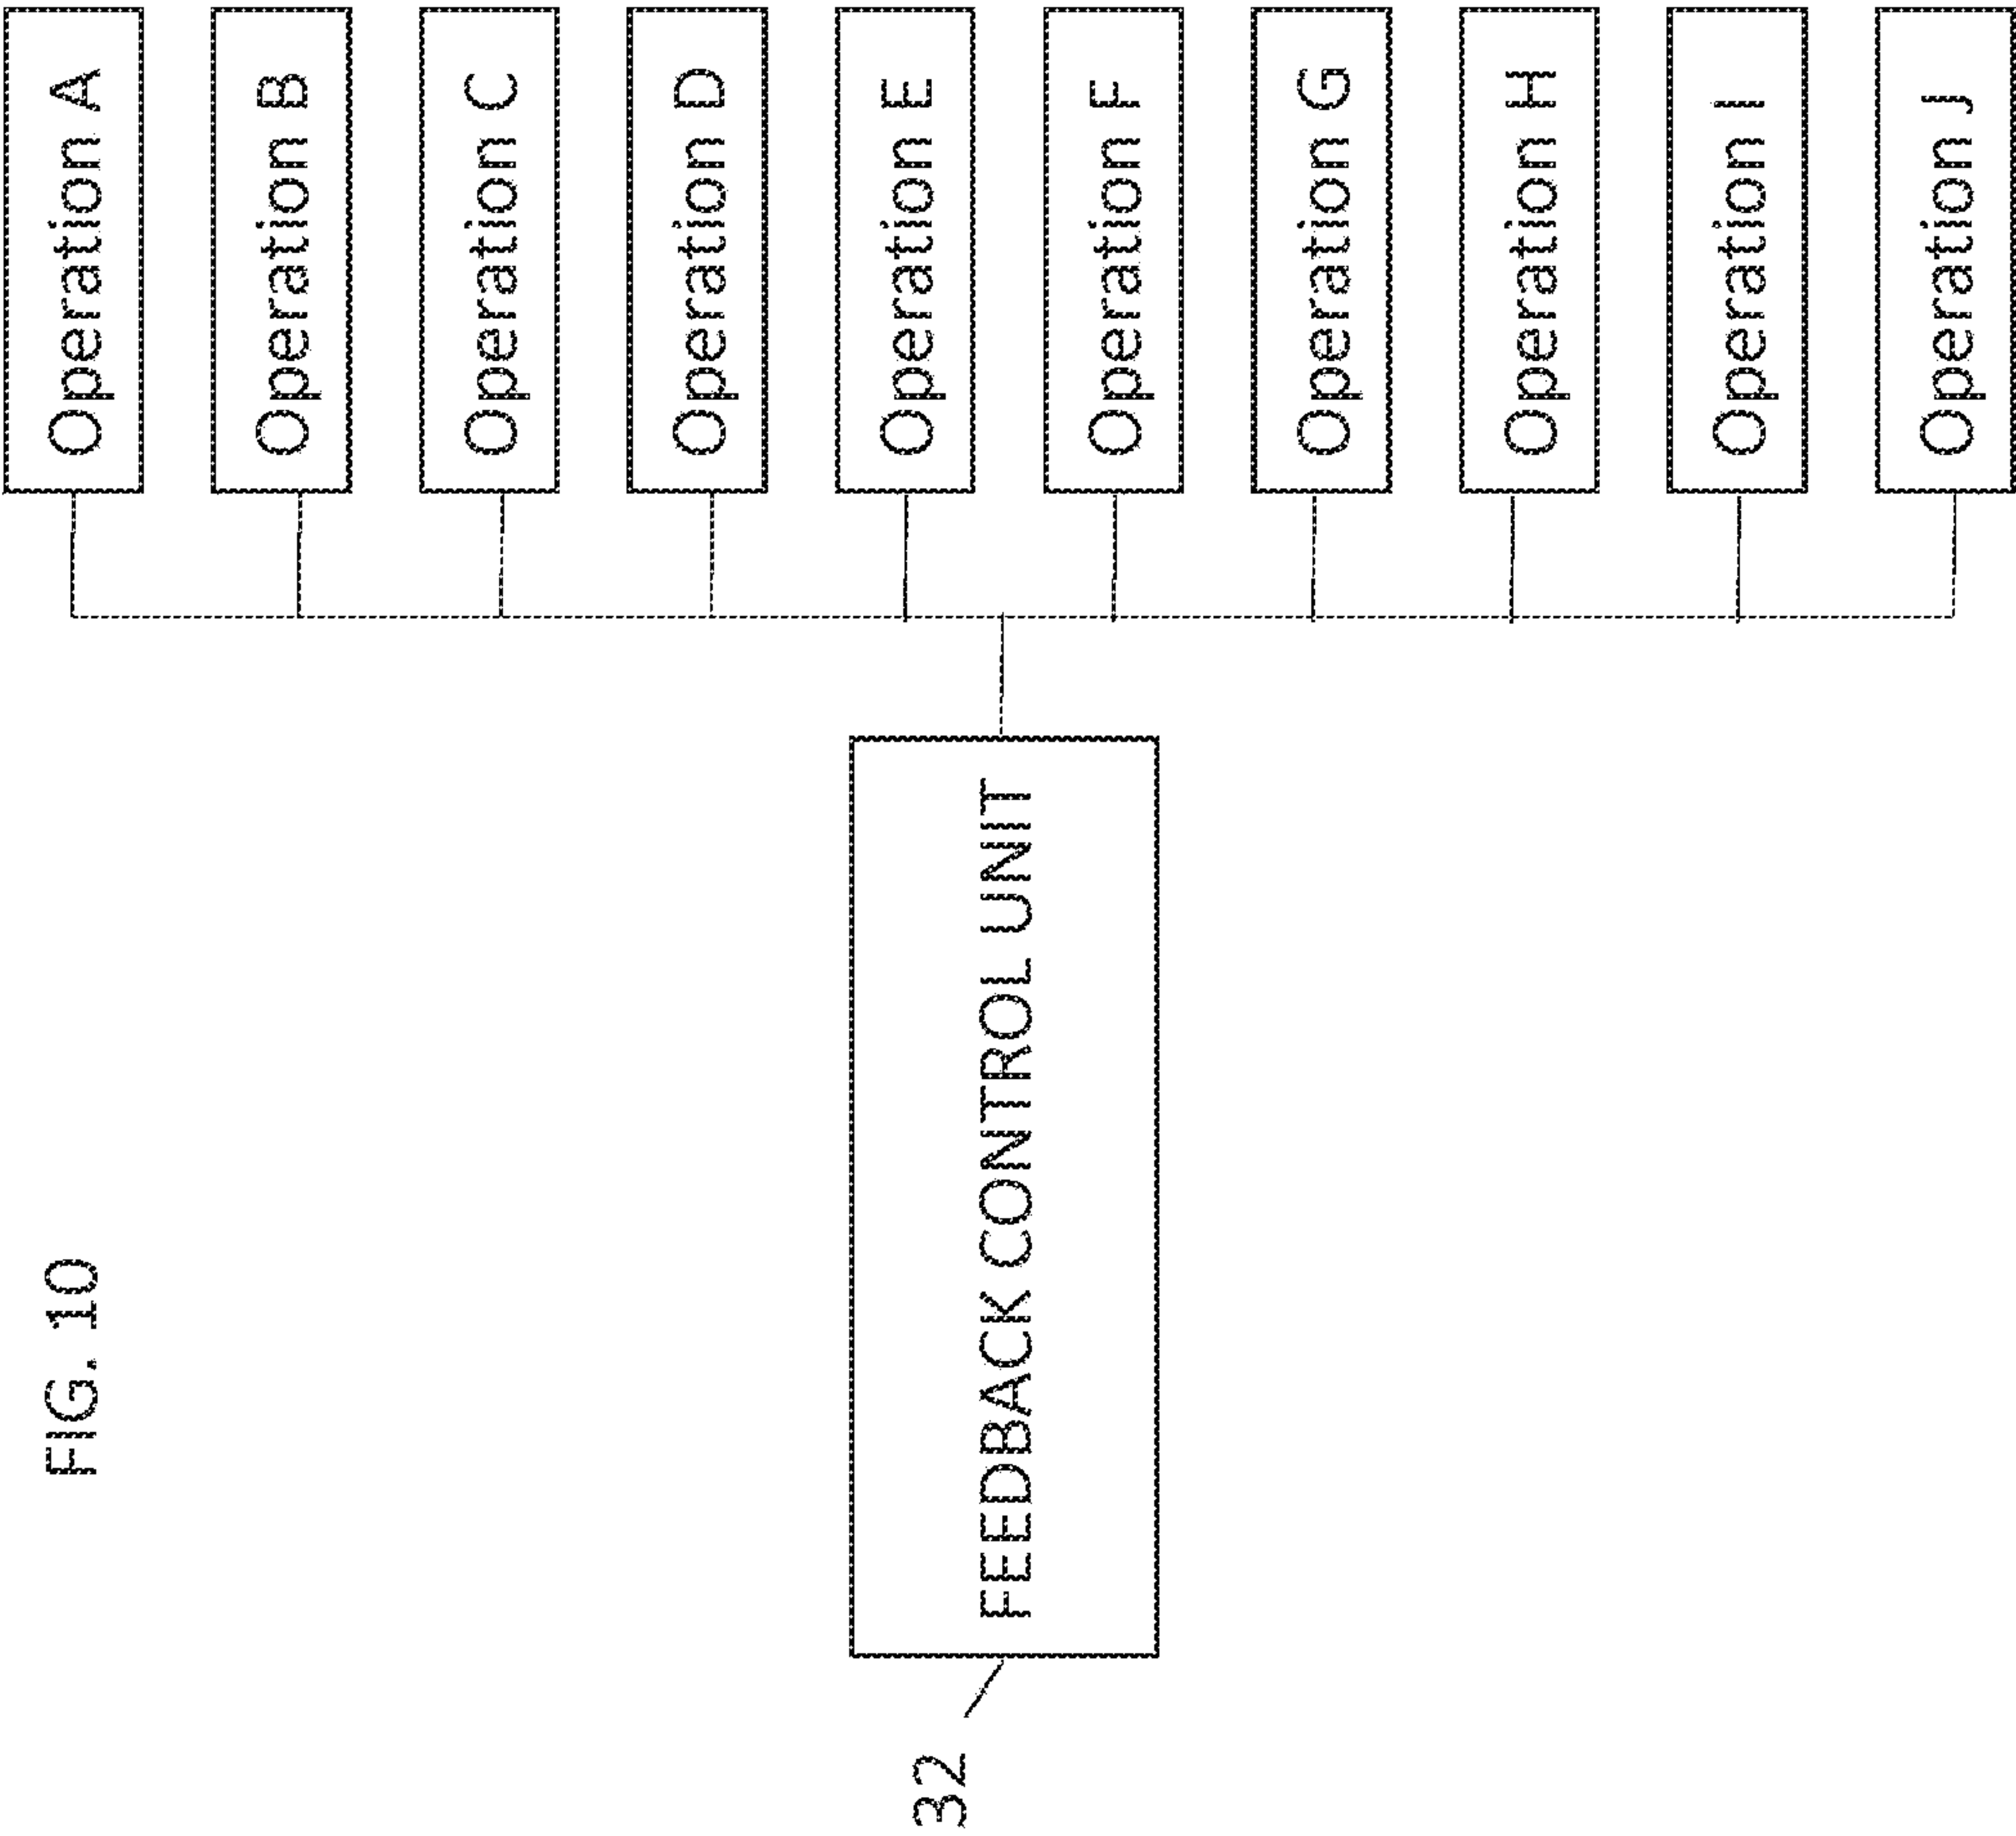 FIG. 10
Operation A
Operation B
Operation C
Operation D
32
FEEDBACK CONTROL UNIT
Operation E
Operation F
Operation G
Operation H
Operation I
Operation J